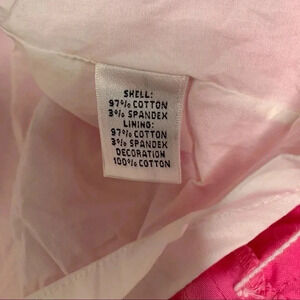 SHELL:
97% COTTON
3% SPANDEX
LINING:
97% COTTON
3% SPANDEX
DECORATION
100% COTTON